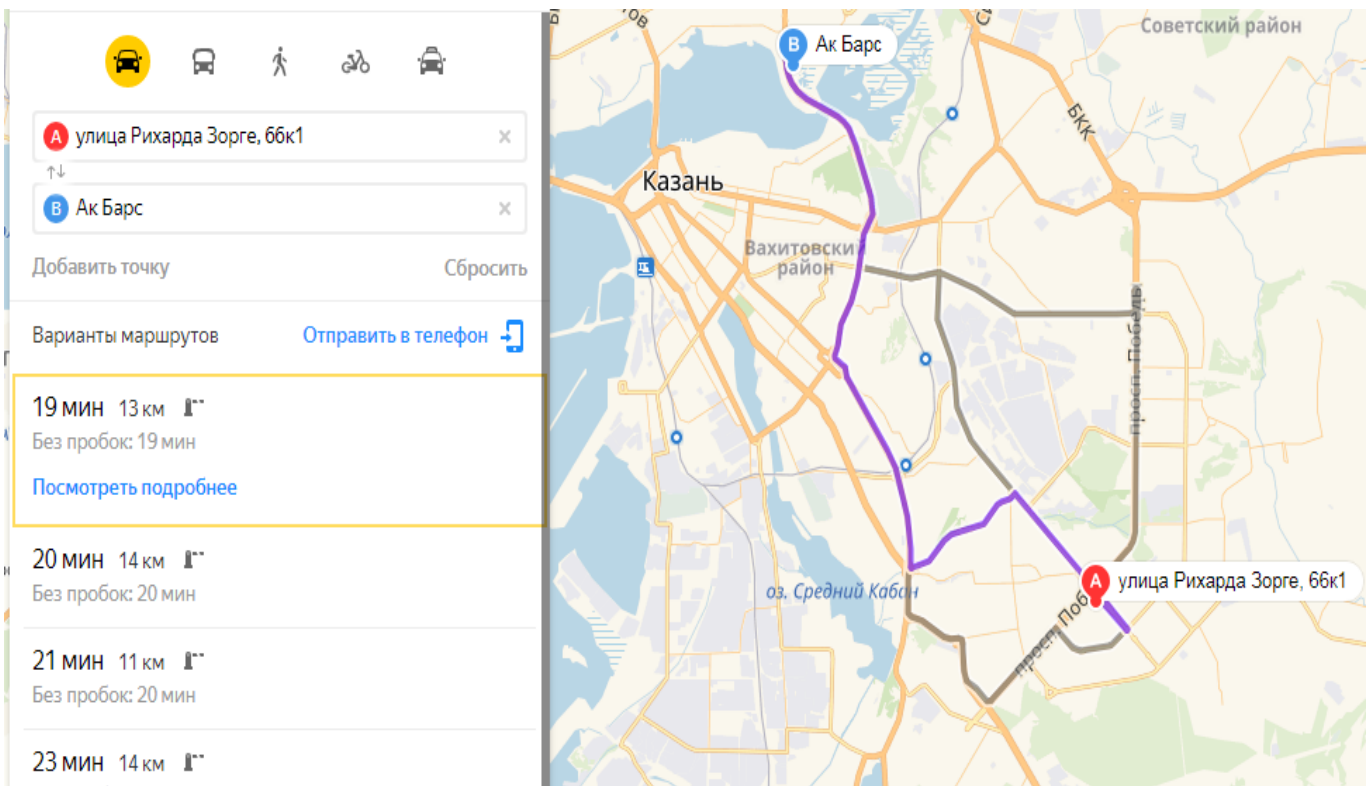 A улица Рихарда Зорге, 66к1 ×
B Ак Барс ×
Добавить точку Сбросить
Варианты маршрутов Отправить в телефон
19 мин 13 км
Без пробок: 19 мин
Посмотреть подробнее
20 мин 14 км
Без пробок: 20 мин
21 мин 11 км
Без пробок: 20 мин
23 мин 14 км
B Ак Барс
Советский район
БКК
Казань
Вахитовский
район
просп. Победы
оз. Средний Кабан
A улица Рихарда Зорге, 66к1
просп. Поб